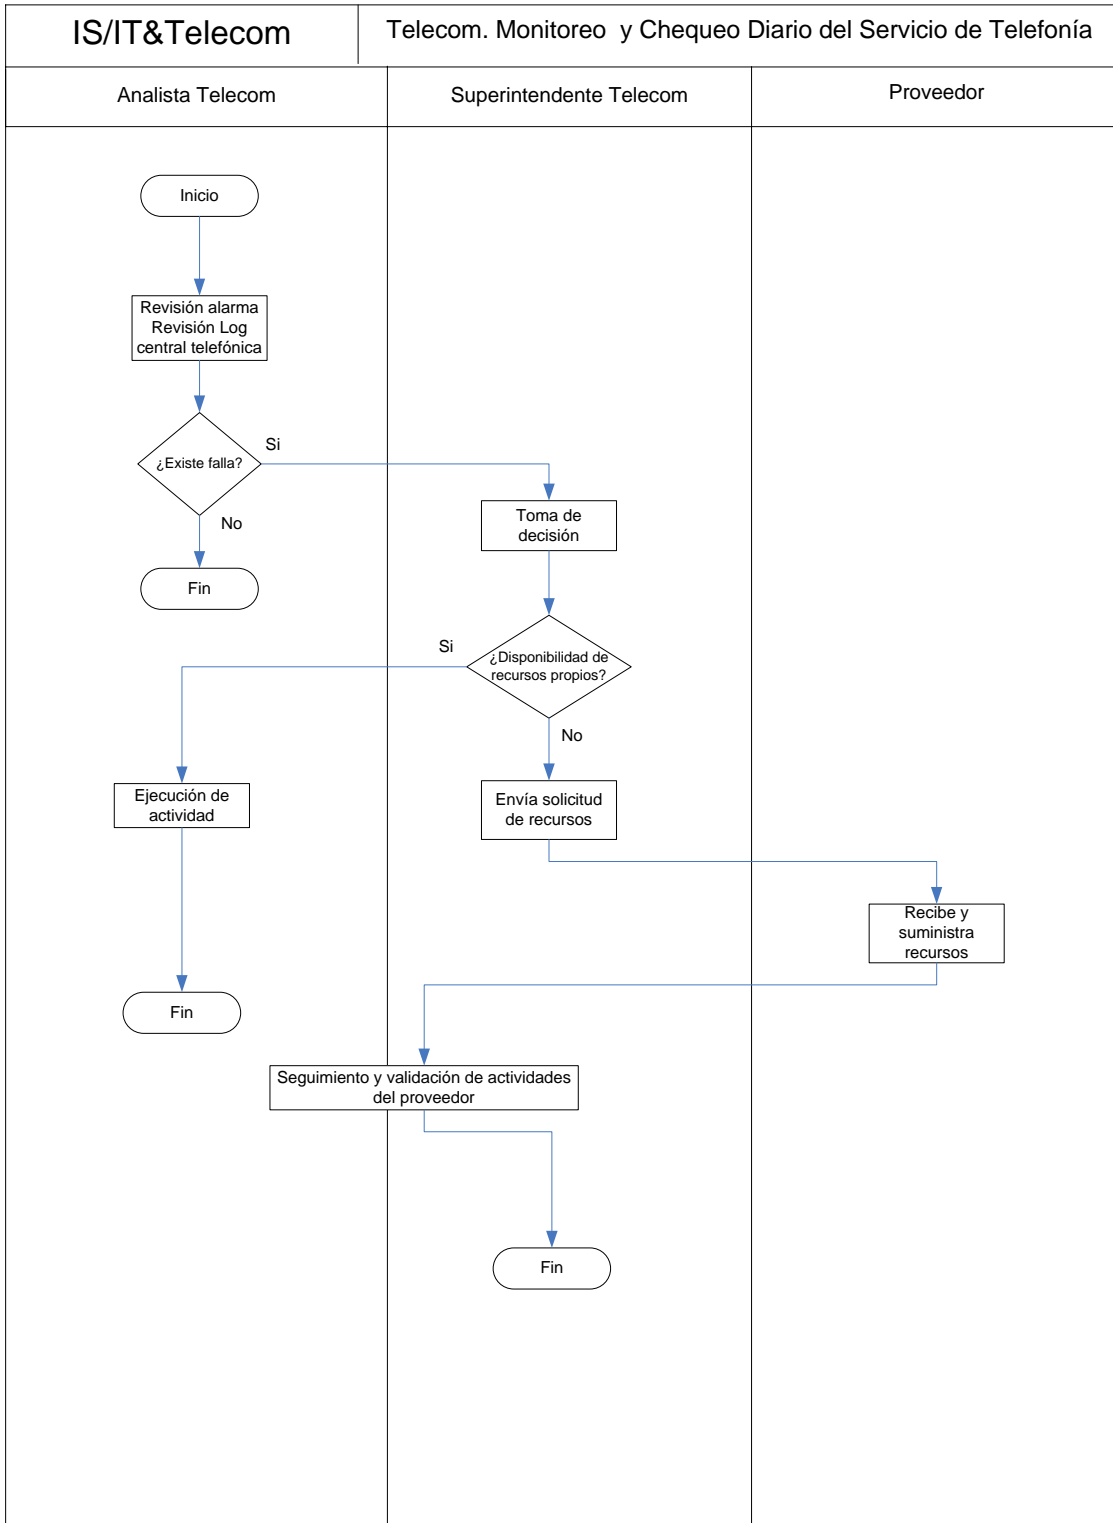 IS/IT&Telecom
Telecom. Monitoreo y Chequeo Diario del Servicio de Telefonía
Analista Telecom
Superintendente Telecom
Proveedor
Inicio
Revisión alarma
Revisión Log
central telefónica
¿Existe falla?
Si
No
Fin
Toma de
decisión
¿Disponibilidad de
recursos propios?
Si
No
Ejecución de
actividad
Envía solicitud
de recursos
Recibe y
suministra
recursos
Fin
Seguimiento y validación de actividades
del proveedor
Fin